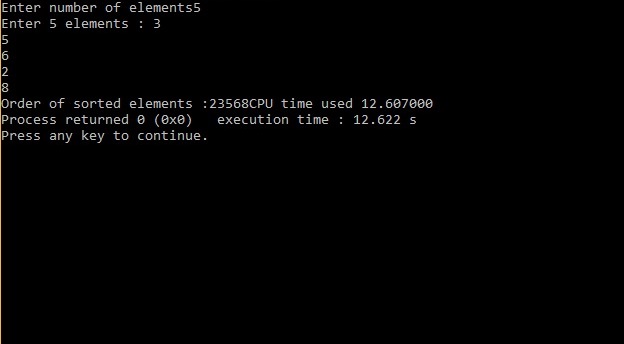 Enter number of elements5
Enter 5 elements : 3
5
6
2
8
Order of sorted elements :23568CPU time used 12.607000
Process returned 0 (0x0)   execution time : 12.622 s
Press any key to continue.